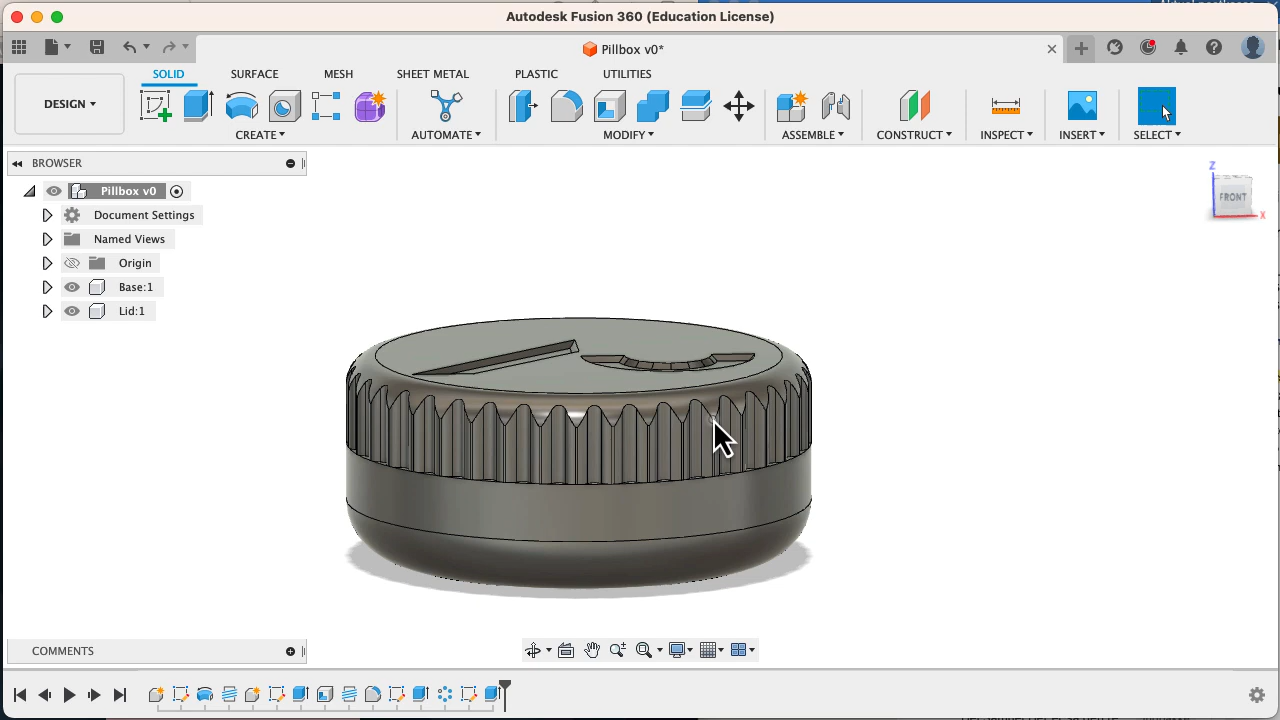 Autodesk Fusion 360 (Education License)
Pillbox v0*
SOLID SURFACE MESH SHEET METAL PLASTIC UTILITIES
DESIGN
CREATE AUTOMATE MODIFY ASSEMBLE CONSTRUCT INSPECT INSERT SELECT
BROWSER
Pillbox v0
Document Settings
Named Views
Origin
Base:1
Lid:1
Z
FRONT
X
COMMENTS